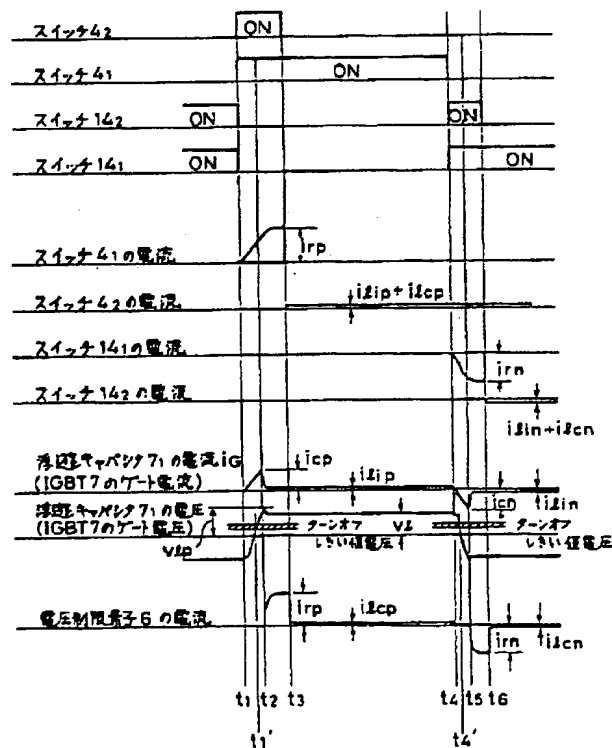 スイッチ4₂
ON
スイッチ4₁
ON
スイッチ14₂
ON
ON
スイッチ14₁
ON
ON
スイッチ4₁の電流
irp
スイッチ4₂の電流
iℓip+iℓcp
スイッチ14₁の電流
irn
スイッチ14₂の電流
iℓin+iℓcn
浮遊キャパシタ7₁の電流iG
(IGBT7のゲート電流)
icp
iℓip
icn
iℓin
浮遊キャパシタ7₁の電圧
(IGBT7のゲート電圧)
vℓp
ターンオフ
しきい値電圧
vℓ
ターンオフ
しきい値電圧
電圧制限素子6の電流
irp
iℓcp
irn
iℓcn
t₁
t₂
t₃
t₄
t₅
t₆
t₁'
t₄'